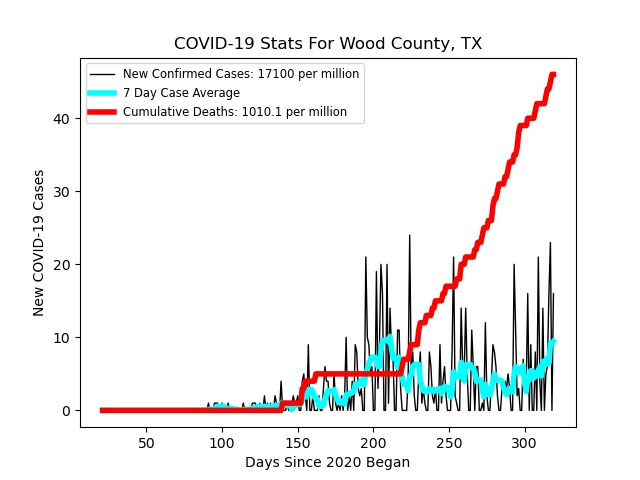 COVID-19 Stats For Wood County, TX
New Confirmed Cases: 17100 per million
7 Day Case Average
Cumulative Deaths: 1010.1 per million
New COVID-19 Cases
40
30
20
10
0
50 100 150 200 250 300
Days Since 2020 Began